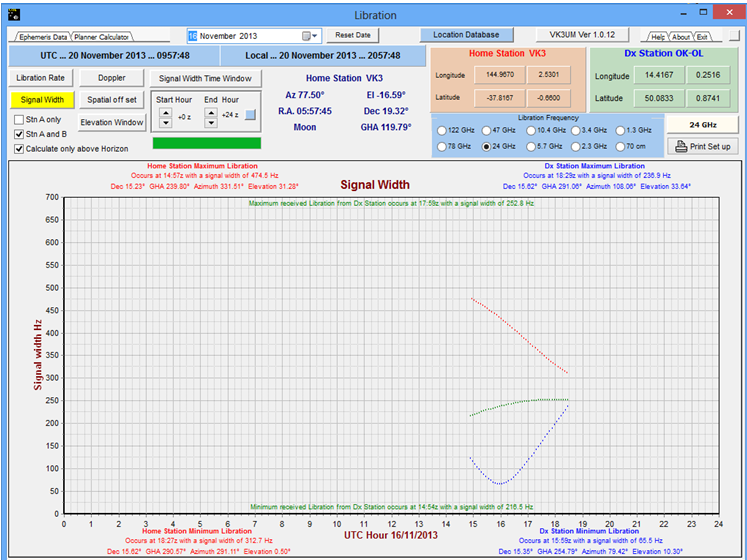 Libration
Ephemeris Data Planner Calculator
16 November 2013
Reset Date
Location Database
VK3UM Ver 1.0.12
Help About Exit
UTC ... 20 November 2013 ... 0957:48
Local ... 20 November 2013 ... 2057:48
Home Station VK3
Dx Station OK-OL
Longitude 144.9670 2.5301
Longitude 14.4167 0.2516
Latitude -37.8167 -0.6600
Latitude 50.0833 0.8741
Libration Rate
Doppler
Signal Width Time Window
Home Station VK3
Signal Width
Spatial off set
Start Hour End Hour
+0 z +24 z
Az 77.50° El -16.59°
R.A. 05:57:45 Dec 19.32°
Moon GHA 119.79°
Stn A only
Elevation Window
Stn A and B
Calculate only above Horizon
Libration Frequency
122 GHz 47 GHz 10.4 GHz 3.4 GHz 1.3 GHz
78 GHz 24 GHz 5.7 GHz 2.3 GHz 70 cm
24 GHz
Print Set up
Home Station Maximum Libration
Occurs at 14:57z with a signal width of 474.5 Hz
Dec 15.23° GHA 239.80° Azimuth 331.51° Elevation 31.28°
Signal Width
Dx Station Maximum Libration
Occurs at 18:29z with a signal width of 236.9 Hz
Dec 15.62° GHA 291.06° Azimuth 108.06° Elevation 33.64°
Maximum received Libration from Dx Station occurs at 17:59z with a signal width of 252.8 Hz
Signal width Hz
700
650
600
550
500
450
400
350
300
250
200
150
100
50
0
Minimum received Libration from Dx Station occurs at 14:54z with a signal width of 216.5 Hz
0 1 2 3 4 5 6 7 8 9 10 11 12 13 14 15 16 17 18 19 20 21 22 23 24
Home Station Minimum Libration
Occurs at 18:27z with a signal width of 312.7 Hz
Dec 15.62° GHA 290.57° Azimuth 291.11° Elevation 0.50°
UTC Hour 16/11/2013
Dx Station Minimum Libration
Occurs at 15:59z with a signal width of 65.5 Hz
Dec 15.35° GHA 254.79° Azimuth 79.42° Elevation 10.30°